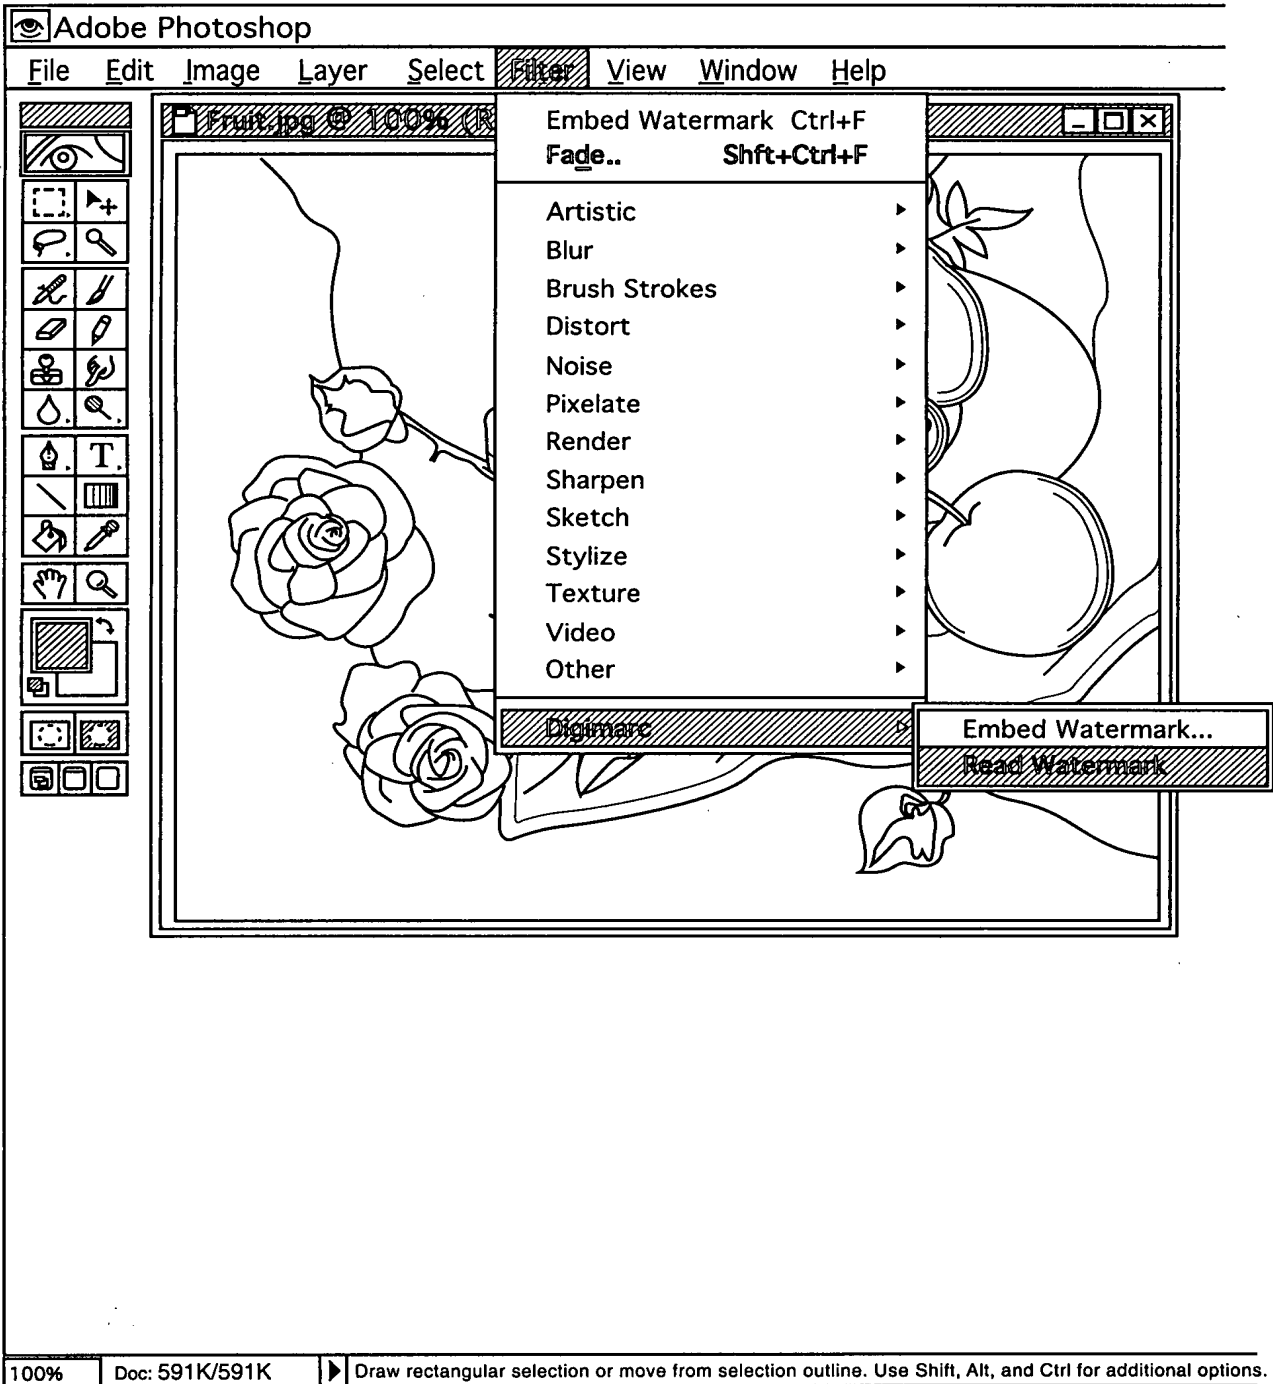 Adobe Photoshop
File Edit Image Layer Select Filter View Window Help
Fruit.jpg @ 100% (R
Embed Watermark Ctrl+F
Fade.. Shft+Ctrl+F
Artistic
Blur
Brush Strokes
Distort
Noise
Pixelate
Render
Sharpen
Sketch
Stylize
Texture
Video
Other
Digimarc
Embed Watermark...
Read Watermark
T
100% Doc: 591K/591K Draw rectangular selection or move from selection outline. Use Shift, Alt, and Ctrl for additional options.